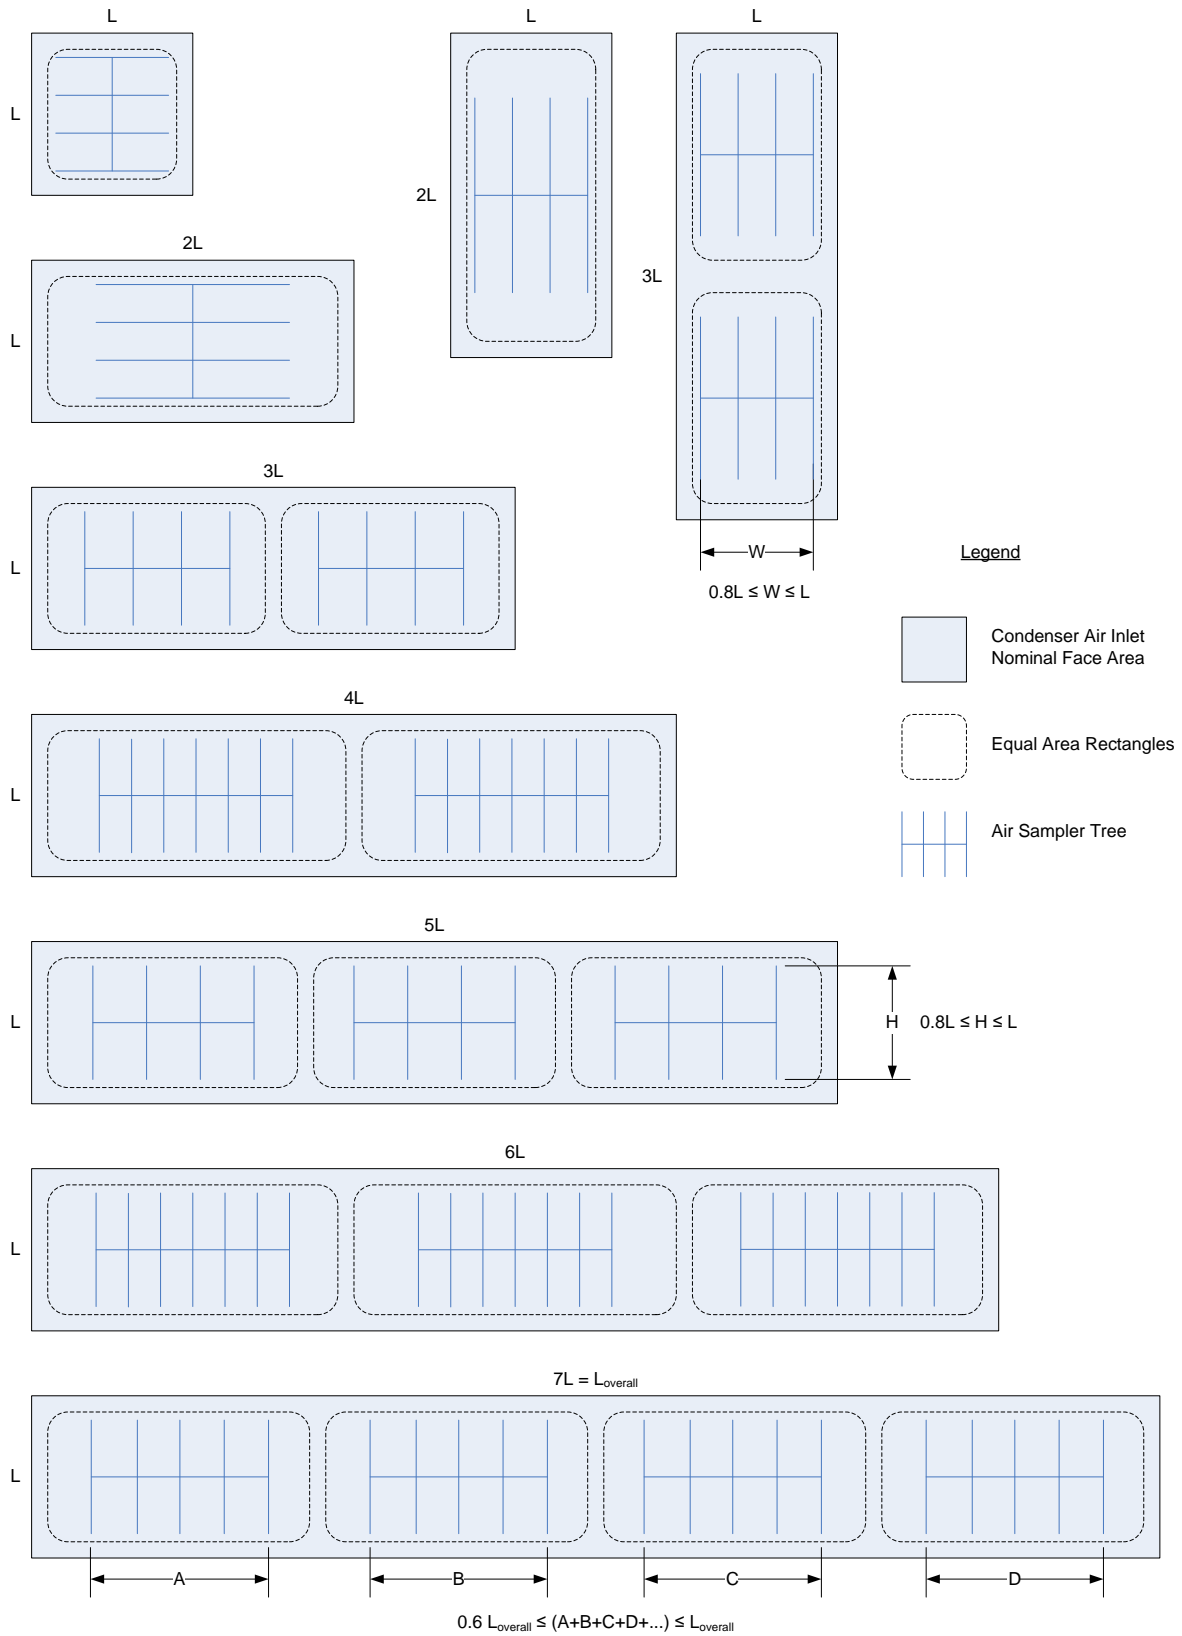 L
L
L
L
2L
3L
W
0.8L ≤ W ≤ L
2L
L
3L
L
4L
L
5L
L
H
0.8L ≤ H ≤ L
6L
L
7L = Loverall
L
A
B
C
D
0.6 Loverall ≤ (A+B+C+D+...) ≤ Loverall
Legend
Condenser Air Inlet
Nominal Face Area
Equal Area Rectangles
Air Sampler Tree